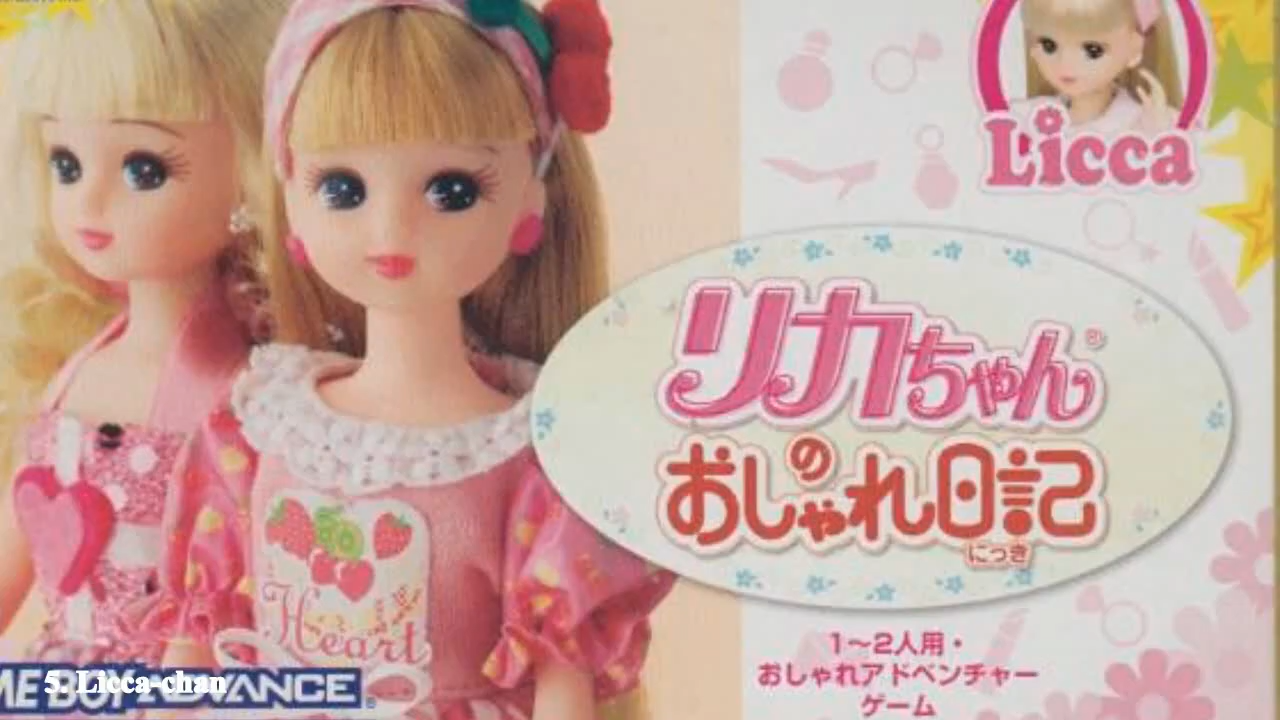 Licca
リカちゃん®
のおしゃれ日記
にっき
1〜2人用・
おしゃれアドベンチャー
ゲーム
Heart
ME BOY ADVANCE
5. Licca-chan